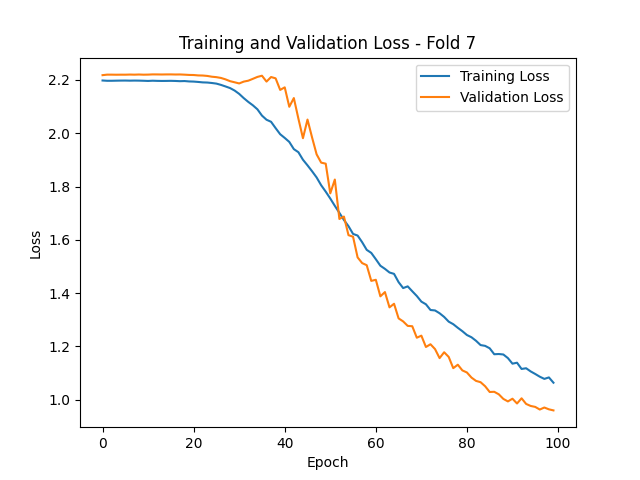 Training and Validation Loss - Fold 7
Training Loss
Validation Loss
Loss
2.2
2.0
1.8
1.6
1.4
1.2
1.0
0 20 40 60 80 100
Epoch